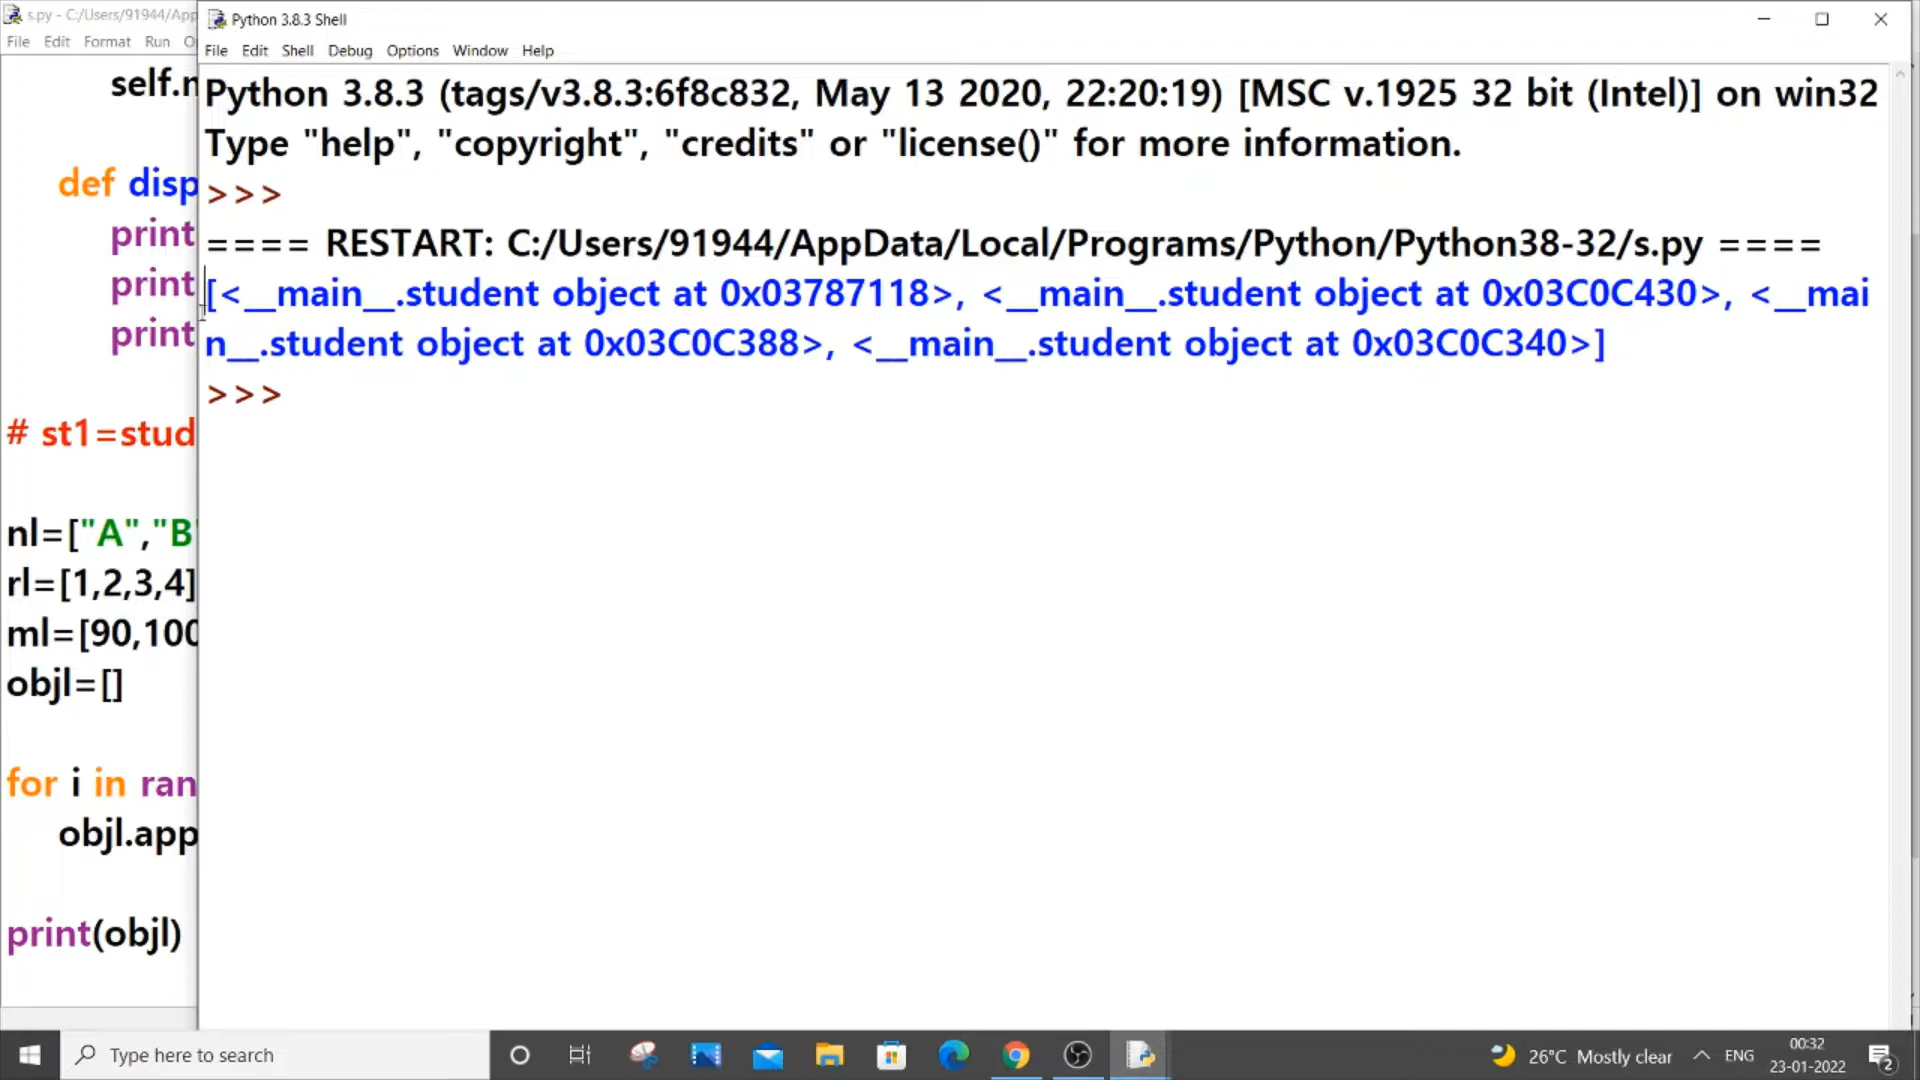 s.py - C:/Users/91944/App
File Edit Format Run
self.n
def disp
print
print
print
# st1=stud
nl=["A","B"
rl=[1,2,3,4]
ml=[90,100
objl=[]
for i in ran
objl.app
print(objl)
Python 3.8.3 Shell
File Edit Shell Debug Options Window Help
Python 3.8.3 (tags/v3.8.3:6f8c832, May 13 2020, 22:20:19) [MSC v.1925 32 bit (Intel)] on win32
Type "help", "copyright", "credits" or "license()" for more information.
>>>
==== RESTART: C:/Users/91944/AppData/Local/Programs/Python/Python38-32/s.py ====
[<__main__.student object at 0x03787118>, <__main__.student object at 0x03C0C430>, <__mai
n__.student object at 0x03C0C388>, <__main__.student object at 0x03C0C340>]
>>>
Type here to search
26°C Mostly clear
ENG
00:32
23-01-2022
2